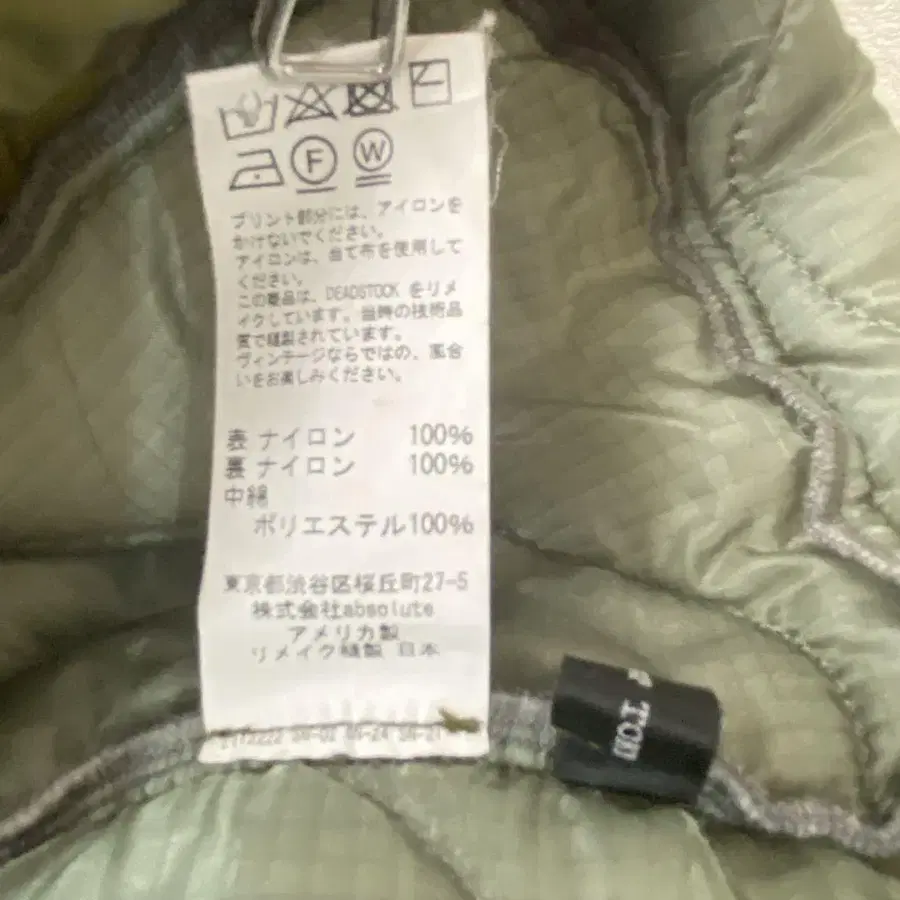 F W
プリント部分には、アイロンを
かけないでください。
アイロンは、当て布を使用して
ください。
この商品は、DEADSTOCK をリメ
イクしています。当時の技術品
質で縫製されています。
ヴィンテージならではの、風合
いをお楽しみください。
表 ナイロン 100%
裏 ナイロン 100%
中綿
ポリエステル100%
東京都渋谷区桜丘町27-5
株式会社absolute
アメリカ製
リメイク縫製 日本
TOM